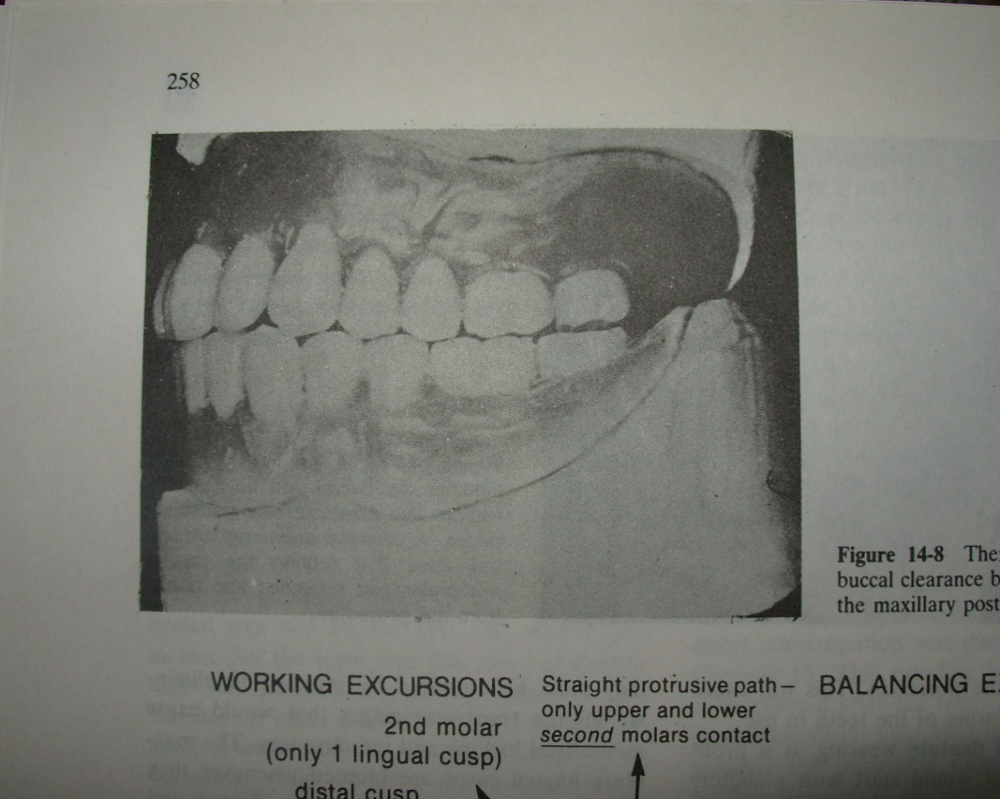 258
Figure 14-8 The
buccal clearance b
the maxillary post
WORKING EXCURSIONS
2nd molar
(only 1 lingual cusp)
distal cusp
Straight protrusive path–
only upper and lower
second molars contact
BALANCING E